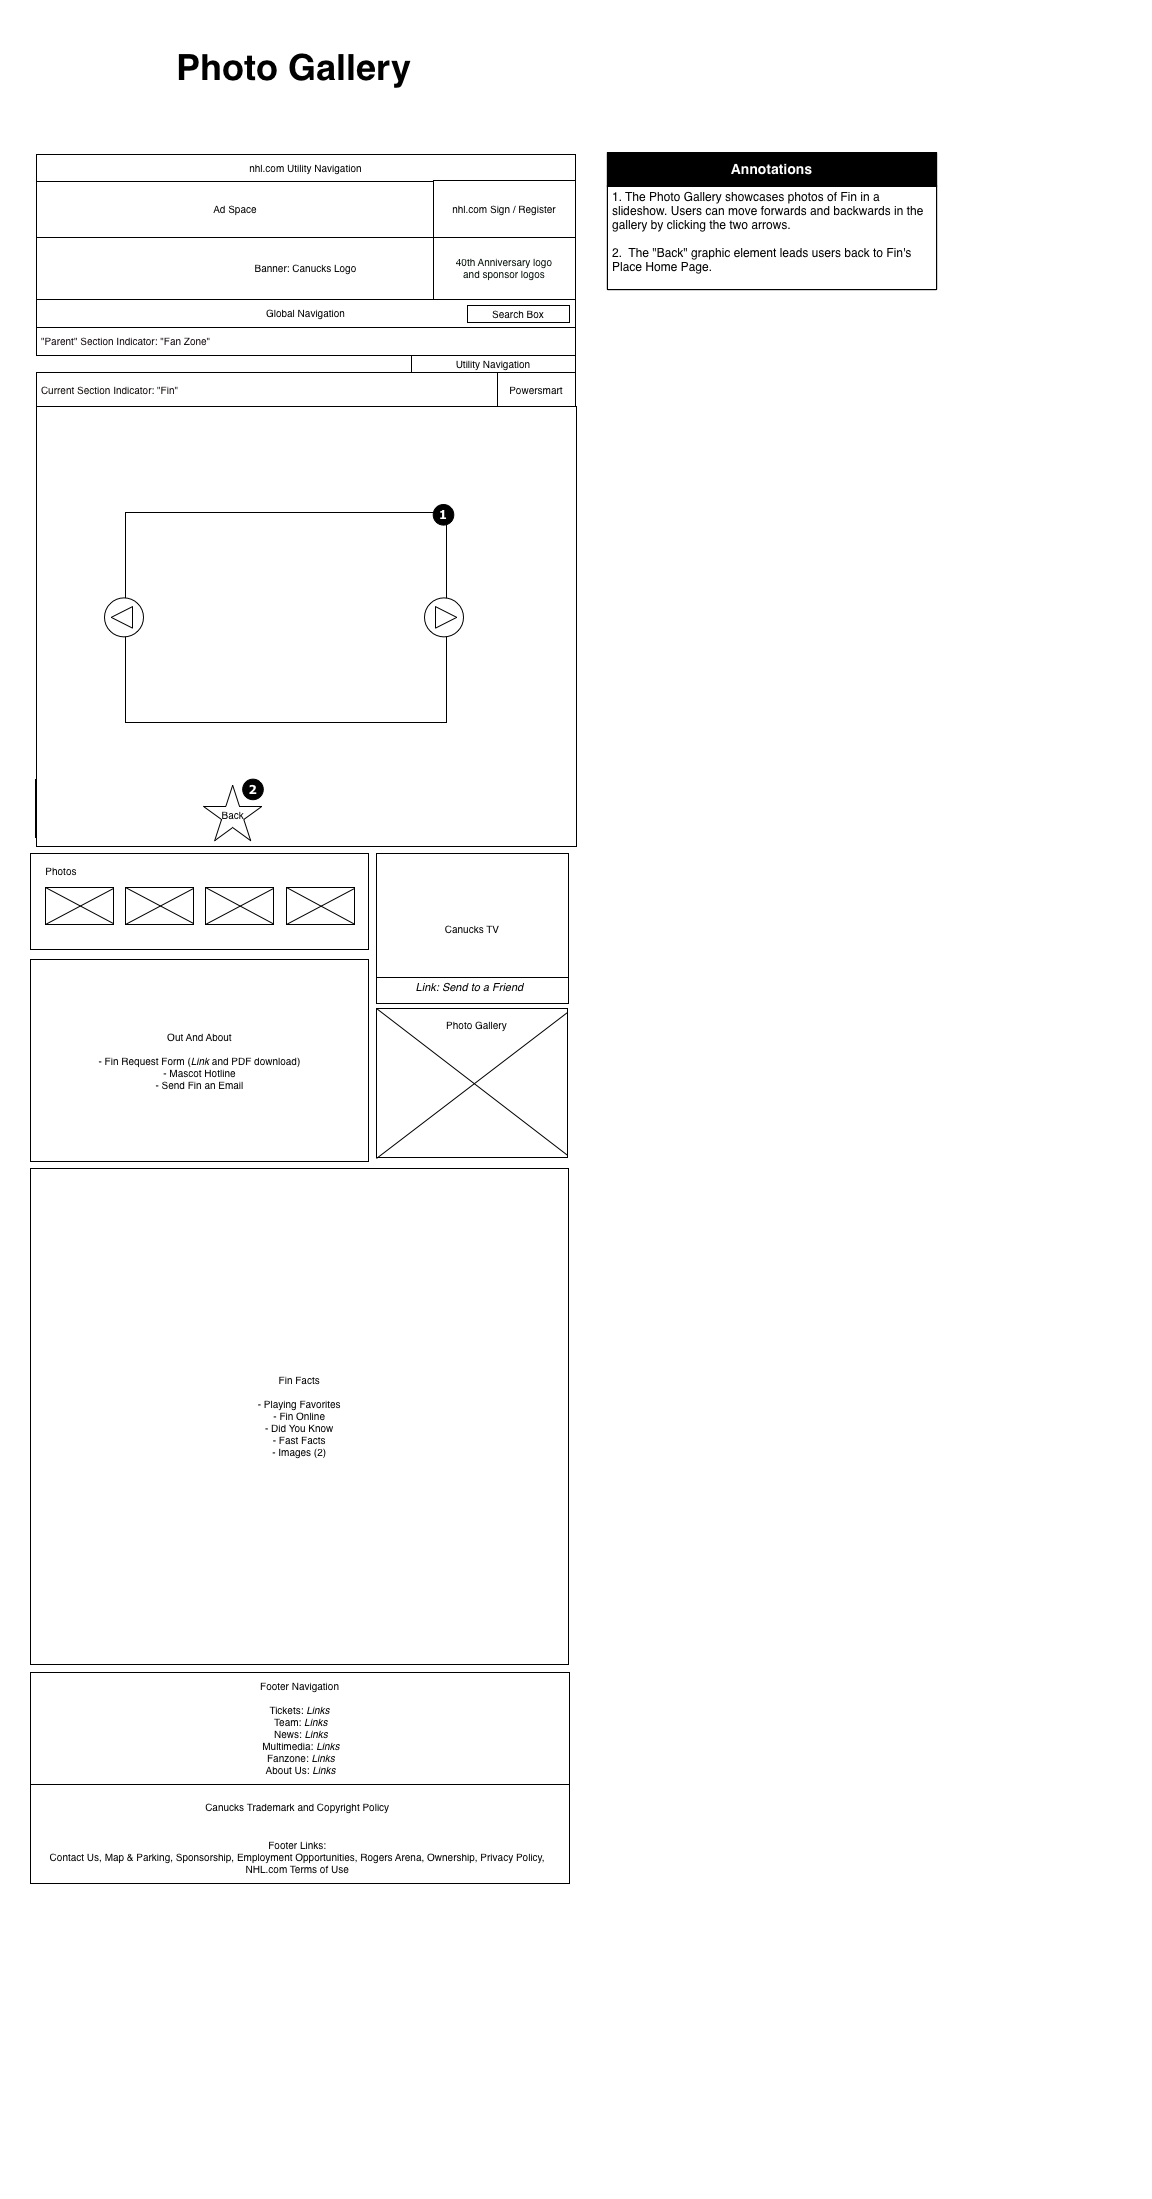 Photo Gallery
nhl.com Utility Navigation
Ad Space
nhl.com Sign / Register
Banner: Canucks Logo
40th Anniversary logo
and sponsor logos
Global Navigation
Search Box
"Parent" Section Indicator: "Fan Zone"
Utility Navigation
Current Section Indicator: "Fin"
Powersmart
1
2
Back
Photos
Canucks TV
Link: Send to a Friend
Out And About
- Fin Request Form (Link and PDF download)
- Mascot Hotline
- Send Fin an Email
Photo Gallery
Fin Facts
- Playing Favorites
- Fin Online
- Did You Know
- Fast Facts
- Images (2)
Footer Navigation
Tickets: Links
Team: Links
News: Links
Multimedia: Links
Fanzone: Links
About Us: Links
Canucks Trademark and Copyright Policy
Footer Links:
Contact Us, Map & Parking, Sponsorship, Employment Opportunities, Rogers Arena, Ownership, Privacy Policy,
NHL.com Terms of Use
Annotations
1. The Photo Gallery showcases photos of Fin in a
slideshow. Users can move forwards and backwards in the
gallery by clicking the two arrows.
2.  The "Back" graphic element leads users back to Fin's
Place Home Page.